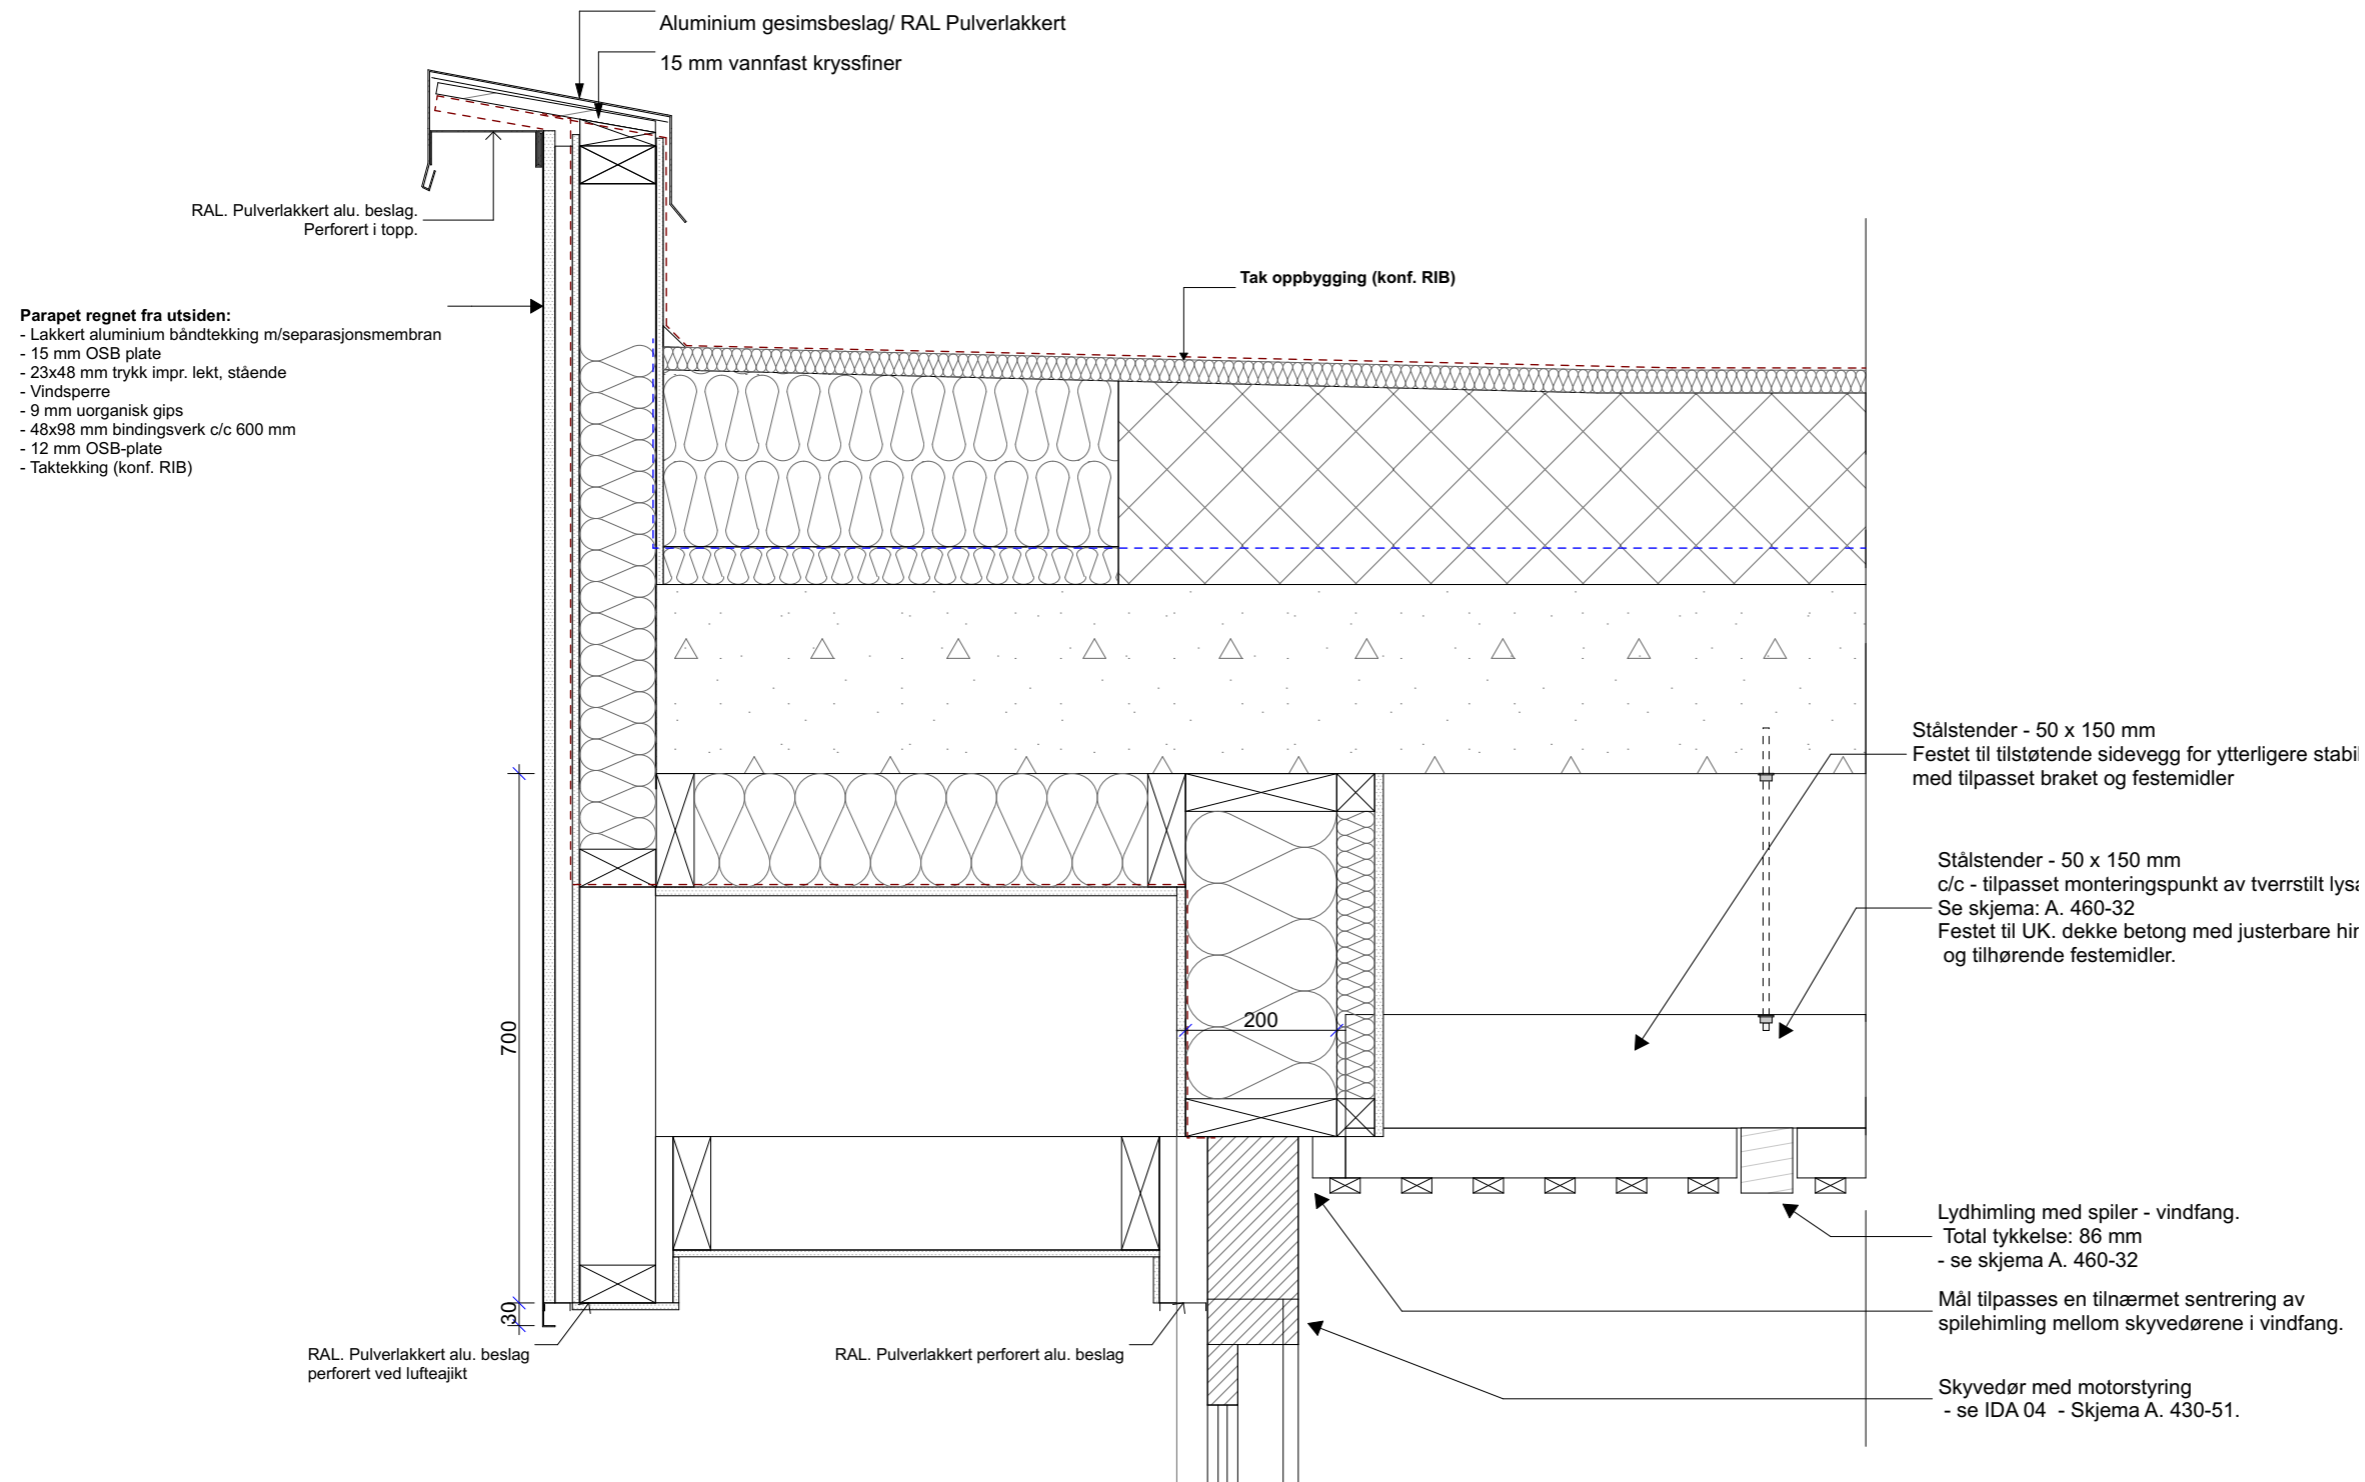 Aluminium gesimsbeslag/ RAL Pulverlakkert
15 mm vannfast kryssfiner
RAL. Pulverlakkert alu. beslag.
Perforert i topp.
Tak oppbygging (konf. RIB)
Parapet regnet fra utsiden:
- Lakkert aluminium båndtekking m/separasjonsmembran
- 15 mm OSB plate
- 23x48 mm trykk impr. lekt, stående
- Vindsperre
- 9 mm uorganisk gips
- 48x98 mm bindingsverk c/c 600 mm
- 12 mm OSB-plate
- Taktekking (konf. RIB)
Stålstender - 50 x 150 mm
Festet til tilstøtende sidevegg for ytterligere stabil
med tilpasset braket og festemidler
Stålstender - 50 x 150 mm
c/c - tilpasset monteringspunkt av tverrstilt lysa
Se skjema: A. 460-32
Festet til UK. dekke betong med justerbare hin
og tilhørende festemidler.
700
200
30
Lydhimling med spiler - vindfang.
Total tykkelse: 86 mm
- se skjema A. 460-32
Mål tilpasses en tilnærmet sentrering av
spilehimling mellom skyvedørene i vindfang.
RAL. Pulverlakkert alu. beslag
perforert ved lufteajikt
RAL. Pulverlakkert perforert alu. beslag
Skyvedør med motorstyring
- se IDA 04 - Skjema A. 430-51.